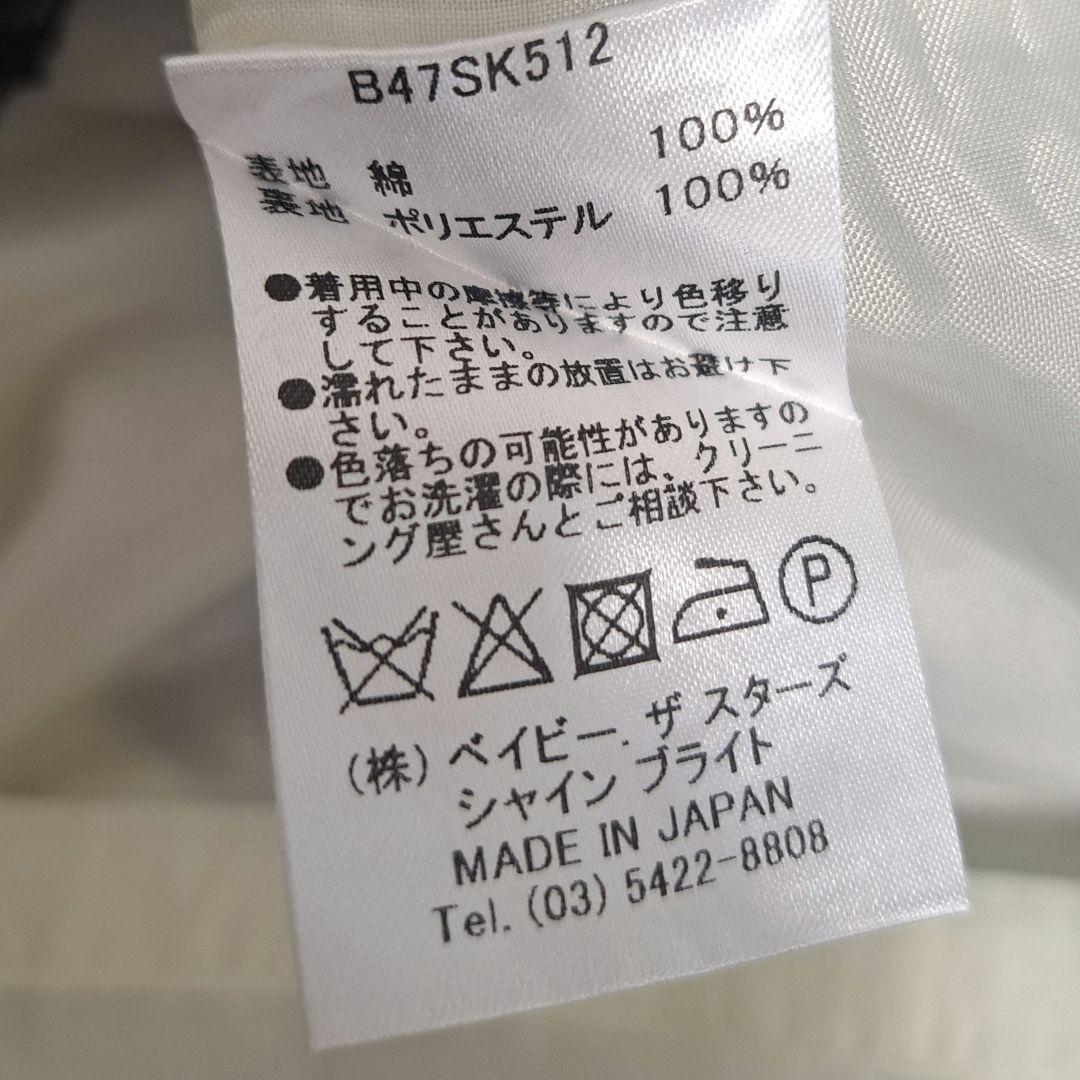 B47SK512
表地 綿 100%
裏地 ポリエステル 100%
●着用中の摩擦等により色移り
することがありますので注意
して下さい。
●濡れたままの放置はお避け下
さい。
●色落ちの可能性がありますの
でお洗濯の際には、クリーニ
ング屋さんとご相談下さい。
P
(株) ベイビー, ザ スターズ
シャイン ブライト
MADE IN JAPAN
Tel. (03) 5422-8808